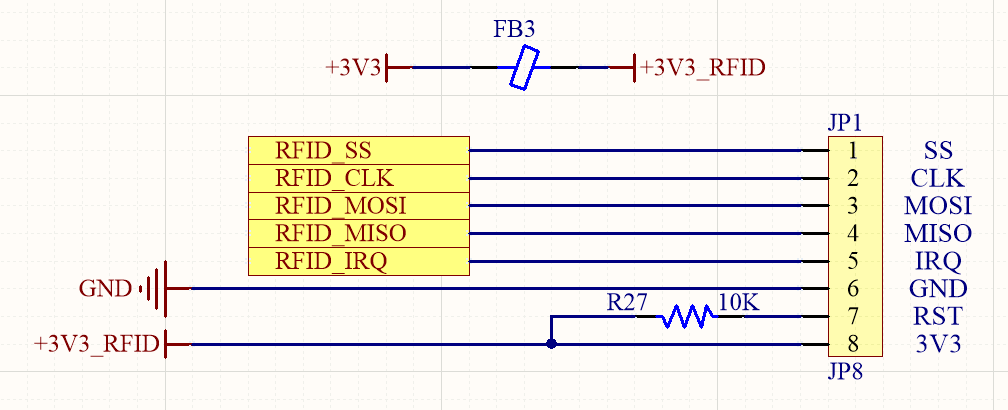 FB3
+3V3 +3V3_RFID
JP1
RFID_SS 1 SS
RFID_CLK 2 CLK
RFID_MOSI 3 MOSI
RFID_MISO 4 MISO
RFID_IRQ 5 IRQ
GND 6 GND
R27 10K 7 RST
+3V3_RFID 8 3V3
JP8